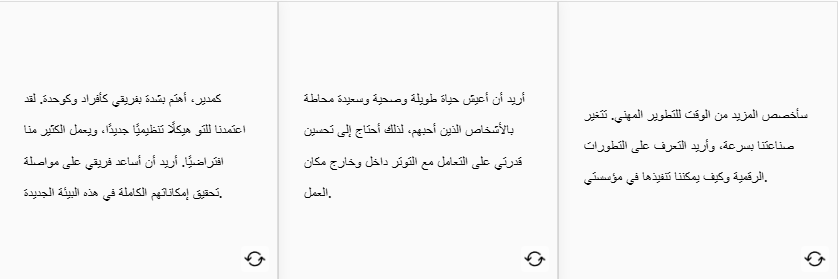 سأخصص المزيد من الوقت للتطوير المهني. تتغير
صناعتنا بسرعة، وأريد التعرف على التطورات
الرقمية وكيف يمكننا تنفيذها في مؤسستي.
أريد أن أعيش حياة طويلة وصحية وسعيدة محاطة
بالأشخاص الذين أحبهم، لذلك أحتاج إلى تحسين
قدرتي على التعامل مع التوتر داخل وخارج مكان
العمل.
كمدير، أهتم بشدة بفريقي كأفراد وكوحدة. لقد
اعتمدنا للتو هيكلًا تنظيميًا جديدًا، ويعمل الكثير منا
افتراضيًا. أريد أن أساعد فريقي على مواصلة
تحقيق إمكاناتهم الكاملة في هذه البيئة الجديدة.